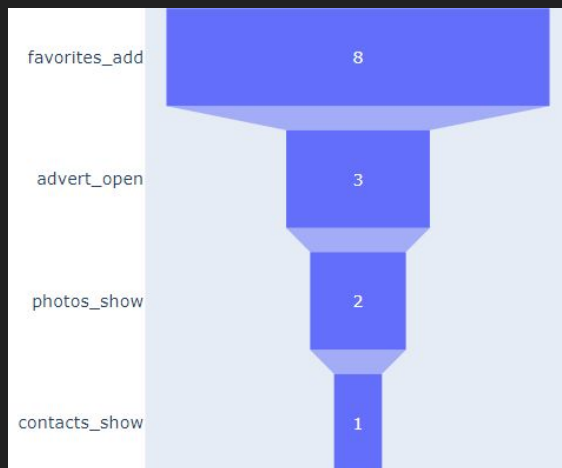 favorites_add 8
advert_open 3
photos_show 2
contacts_show 1